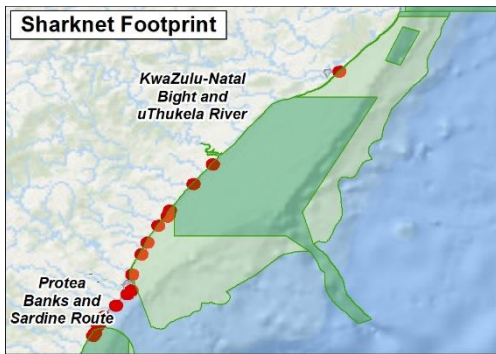 Sharknet Footprint
KwaZulu-Natal
Bight and
uThukela River
Protea
Banks and
Sardine Route